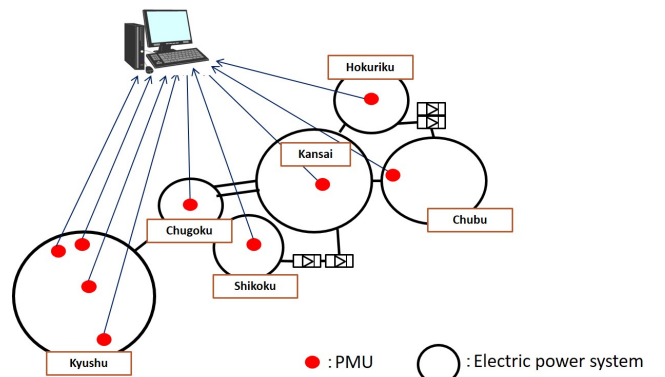 Hokuriku
Kansai
Chubu
Chugoku
Shikoku
Kyushu
: PMU
: Electric power system